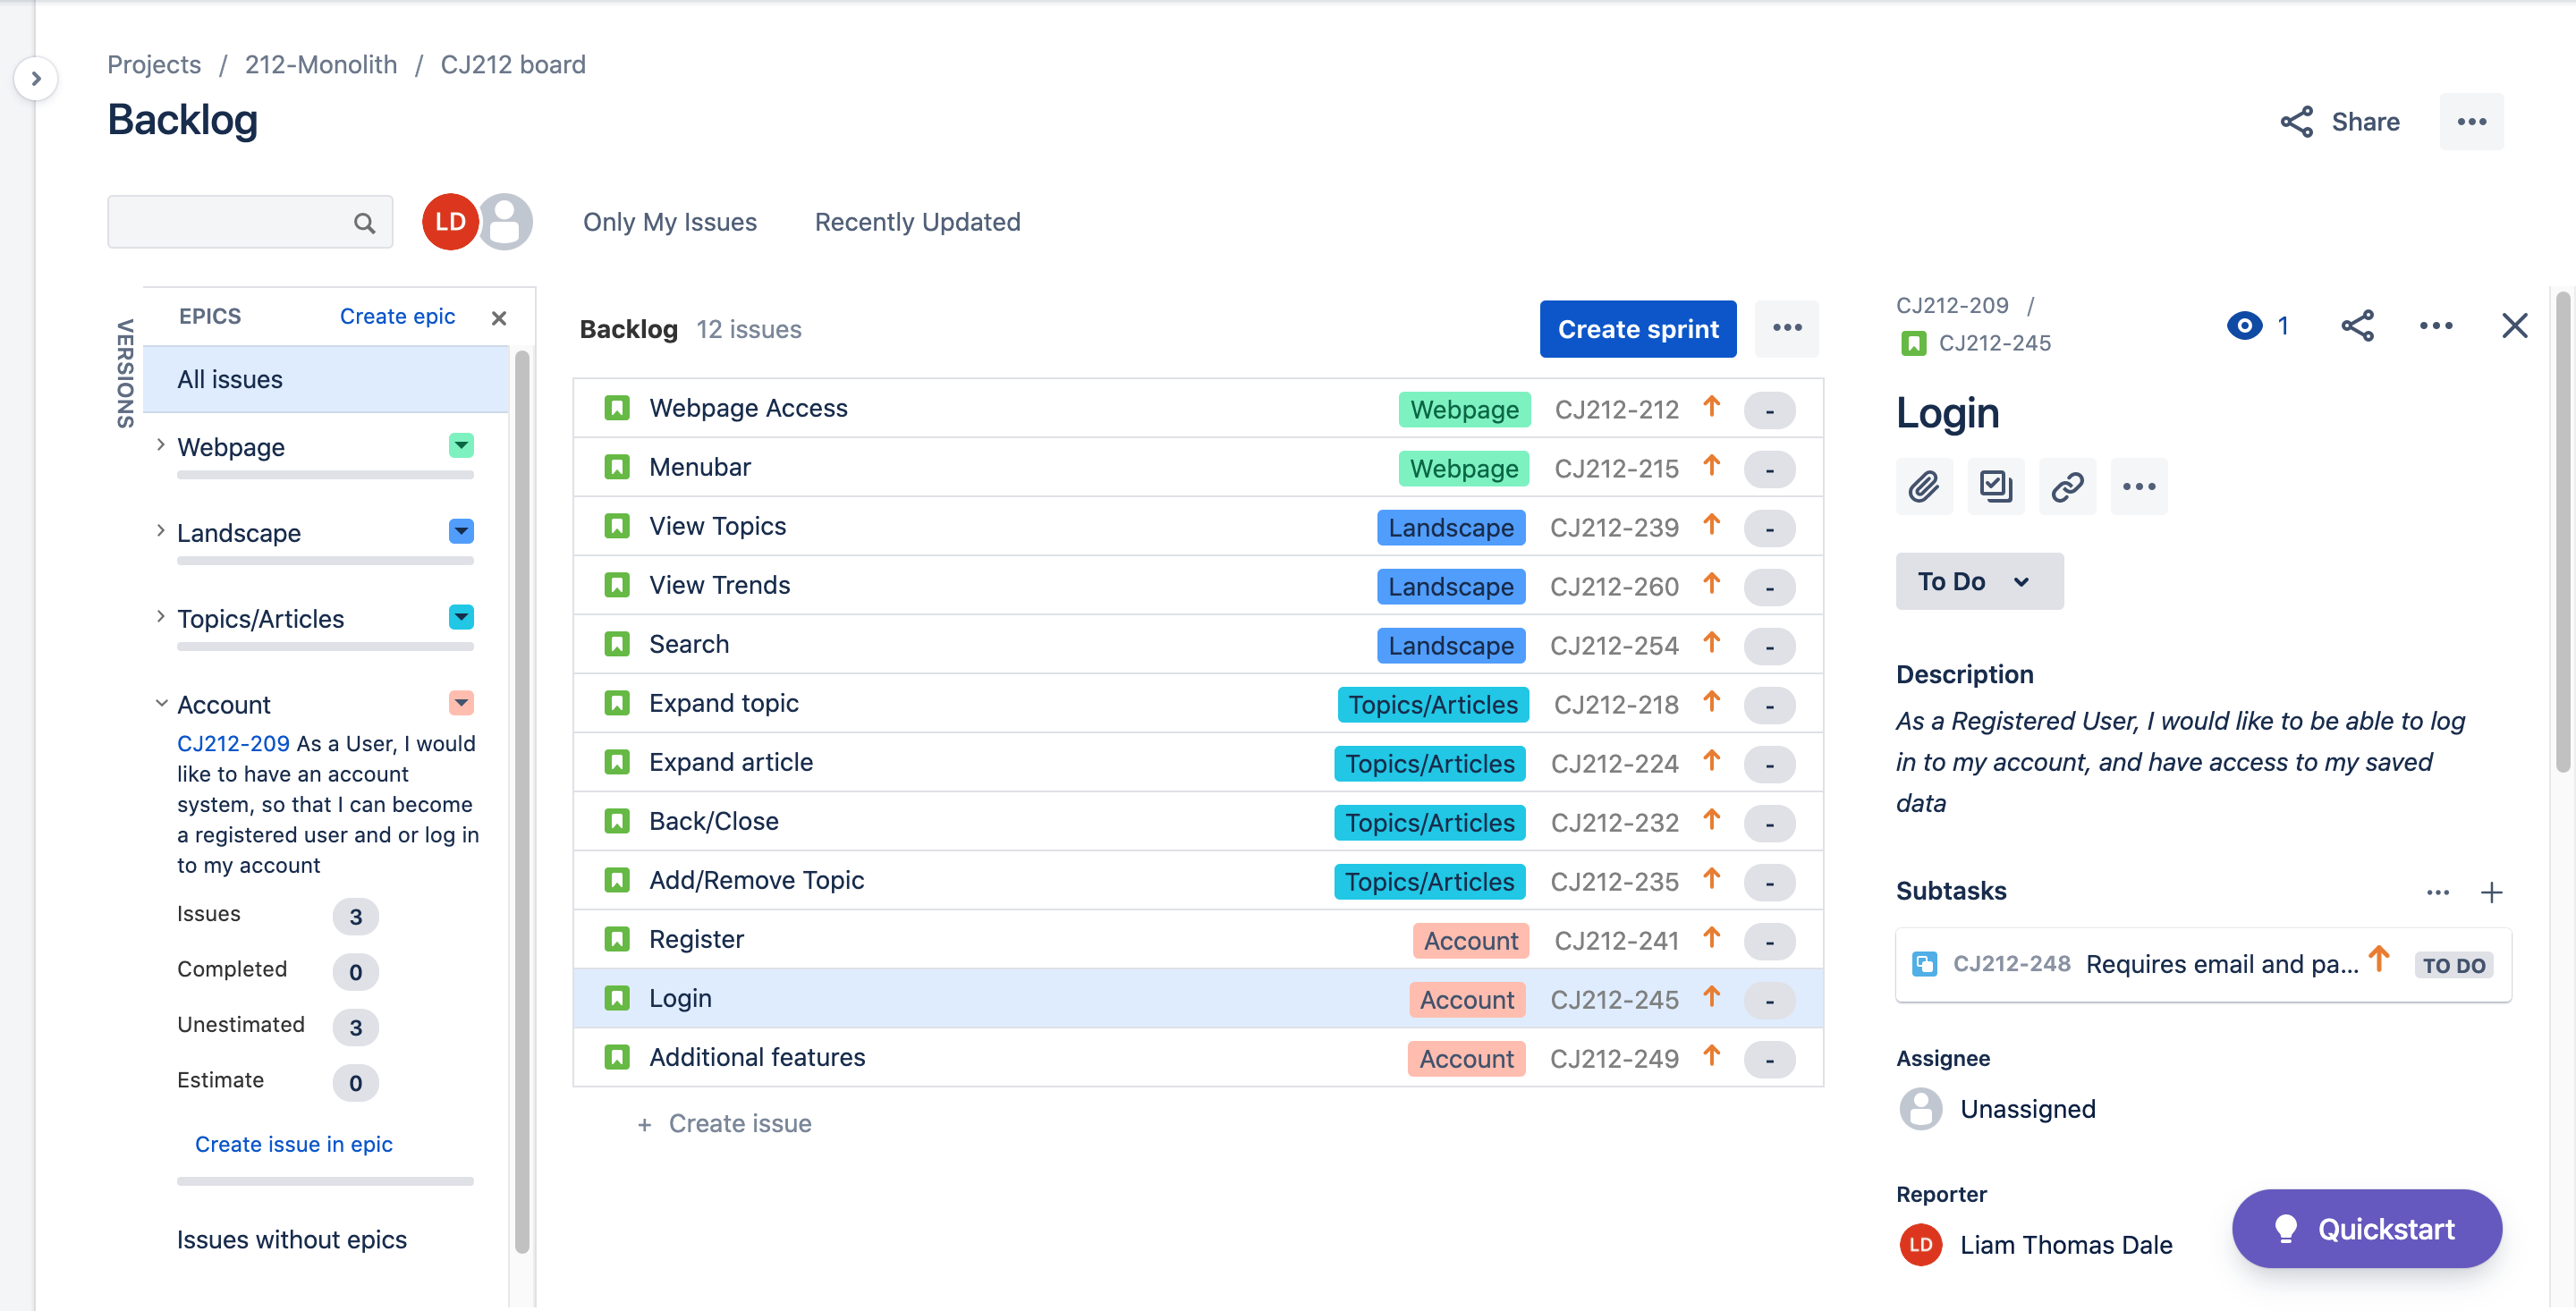 Projects / 212-Monolith / CJ212 board
Backlog
Share
LD
Only My Issues
Recently Updated
VERSIONS
EPICS
Create epic
All issues
Webpage
Landscape
Topics/Articles
Account
CJ212-209 As a User, I would
like to have an account
system, so that I can become
a registered user and or log in
to my account
Issues 3
Completed 0
Unestimated 3
Estimate 0
Create issue in epic
Issues without epics
Backlog 12 issues
Create sprint
Webpage Access Webpage CJ212-212 -
Menubar Webpage CJ212-215 -
View Topics Landscape CJ212-239 -
View Trends Landscape CJ212-260 -
Search Landscape CJ212-254 -
Expand topic Topics/Articles CJ212-218 -
Expand article Topics/Articles CJ212-224 -
Back/Close Topics/Articles CJ212-232 -
Add/Remove Topic Topics/Articles CJ212-235 -
Register Account CJ212-241 -
Login Account CJ212-245 -
Additional features Account CJ212-249 -
+ Create issue
CJ212-209 /
CJ212-245
1
Login
To Do
Description
As a Registered User, I would like to be able to log
in to my account, and have access to my saved
data
Subtasks
CJ212-248 Requires email and pa... TO DO
Assignee
Unassigned
Reporter
LD Liam Thomas Dale
Quickstart